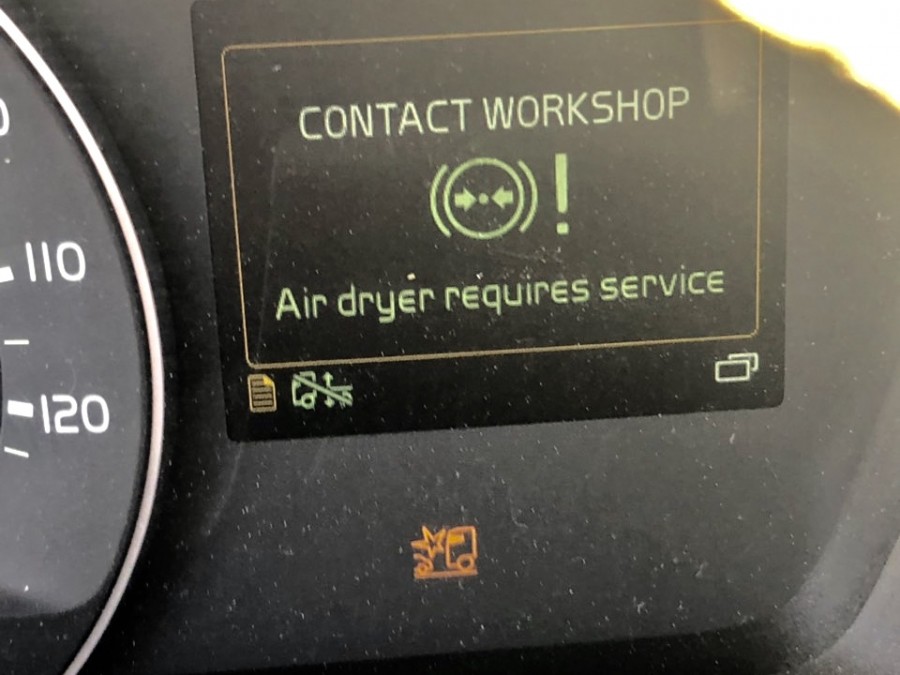 CONTACT WORKSHOP
!
Air dryer requires service
110
120